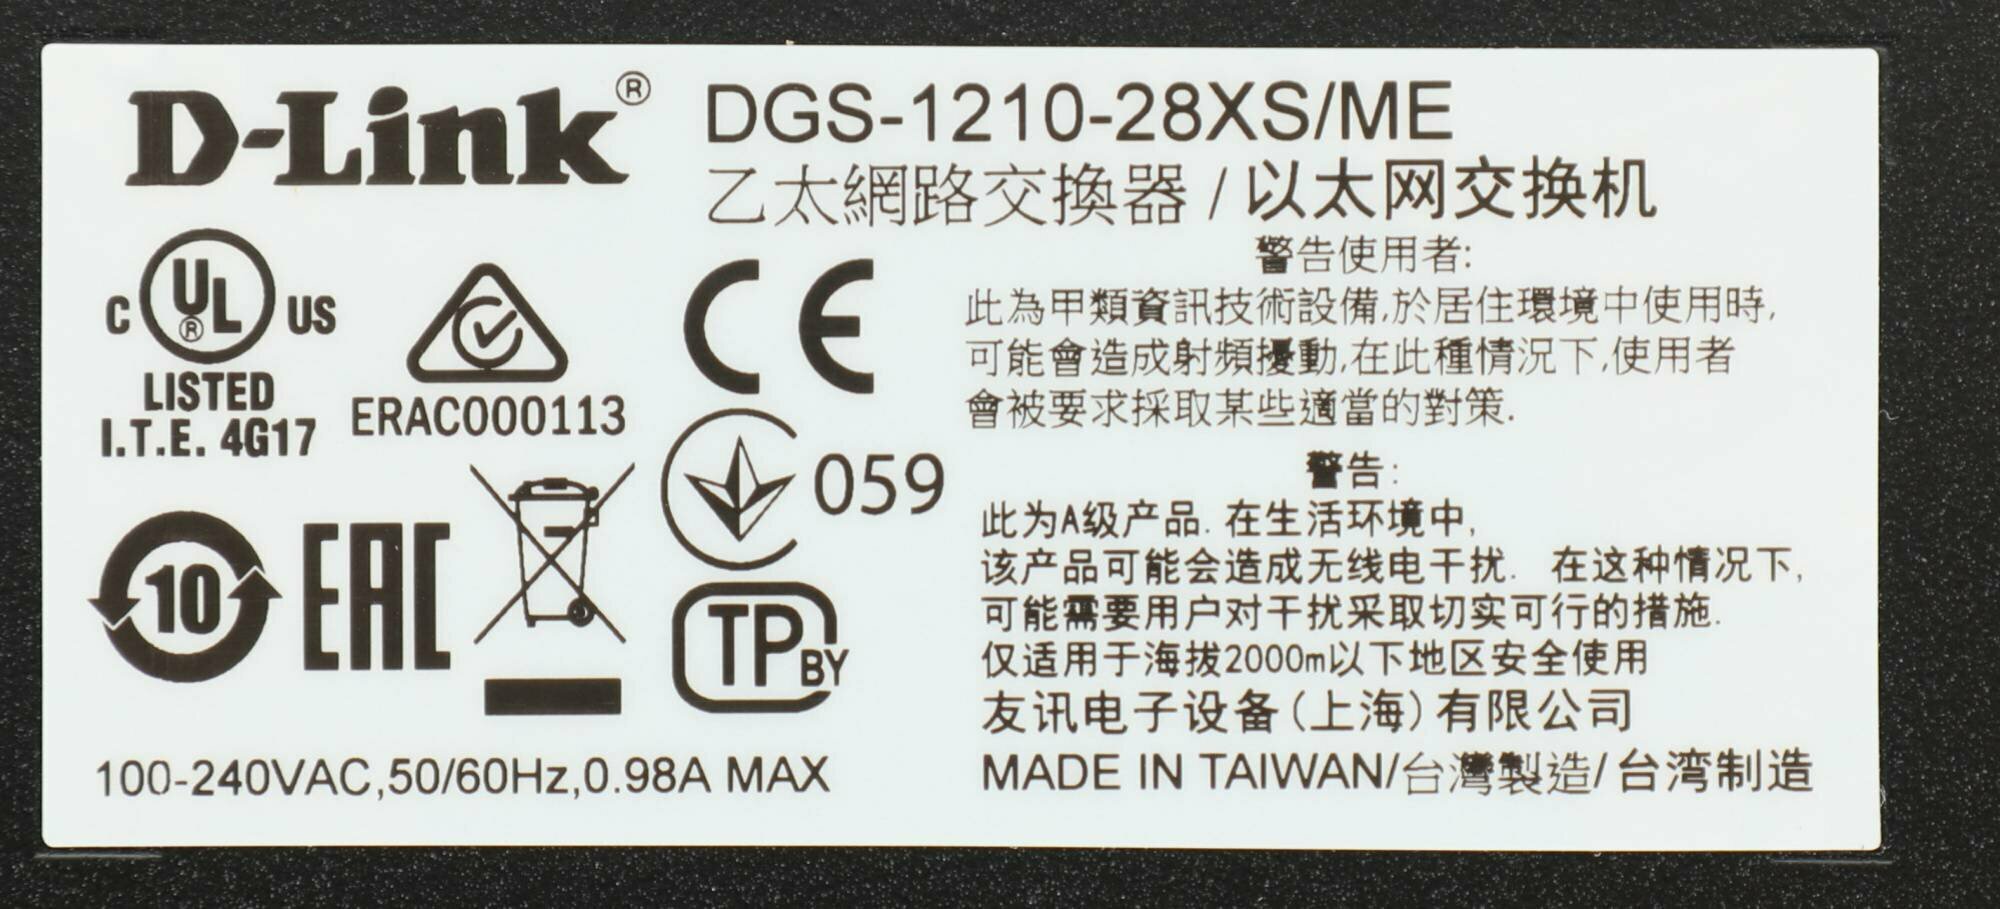 D-Link®
DGS-1210-28XS/ME
乙太網路交換器 / 以太网交换机
C UL® US
LISTED
I.T.E. 4G17
ERAC000113
CE
059
10
EAC
TP BY
警告使用者:
此為甲類資訊技術設備,於居住環境中使用時,
可能會造成射頻擾動,在此種情況下,使用者
會被要求採取某些適當的對策.
警告:
此为A级产品. 在生活环境中,
该产品可能会造成无线电干扰. 在这种情况下,
可能需要用户对干扰采取切实可行的措施.
仅适用于海拔2000m以下地区安全使用
友讯电子设备(上海)有限公司
100-240VAC,50/60Hz,0.98A MAX
MADE IN TAIWAN/台灣製造/台湾制造